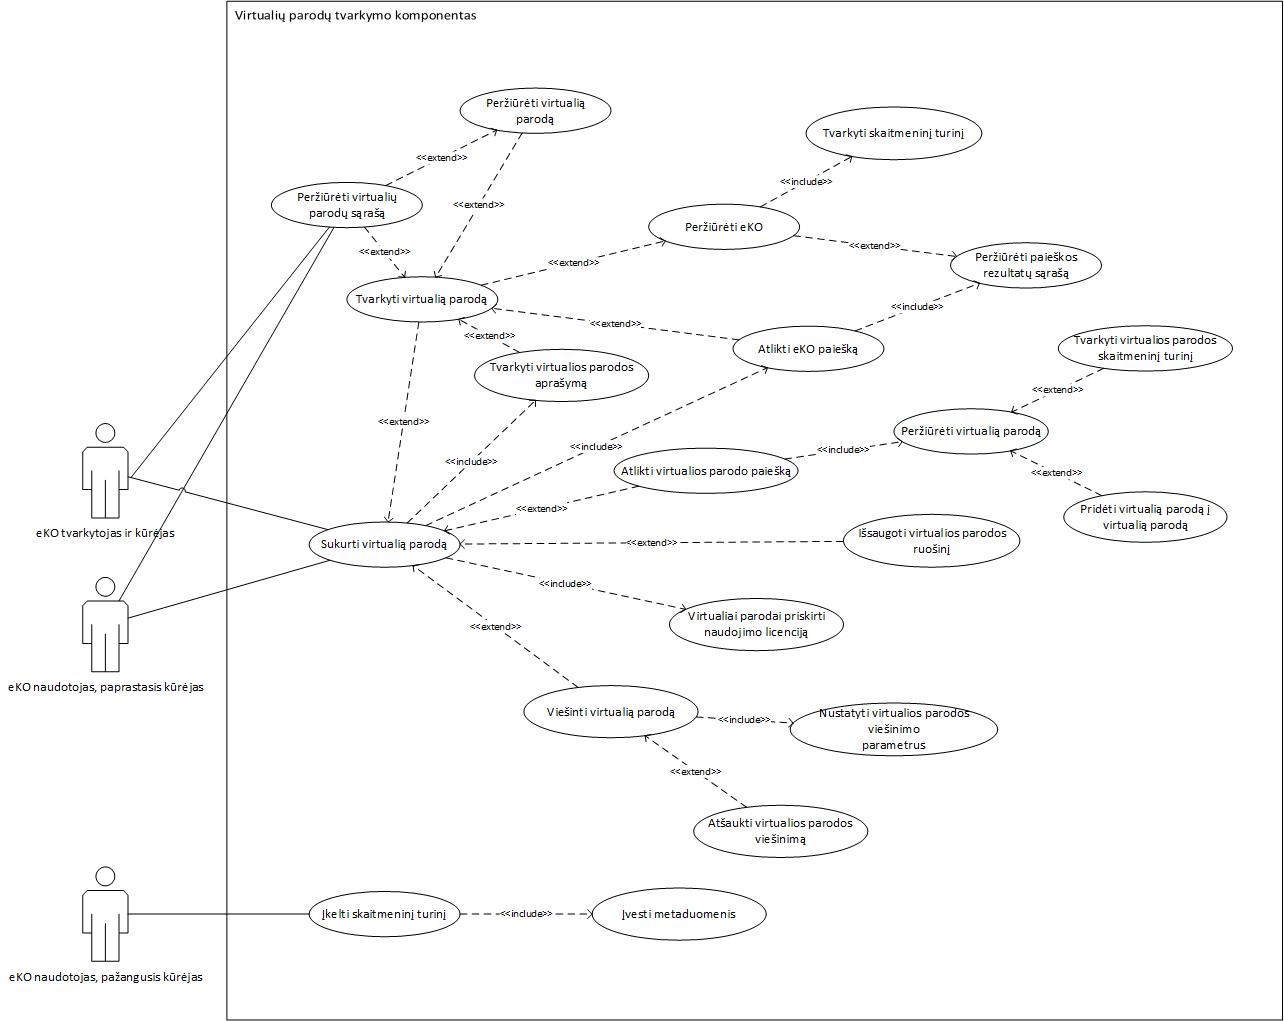 Virtualių parodų tvarkymo komponentas
Peržiūrėti virtualią
parodą
Tvarkyti skaitmeninį turinį
<<extend>>
<<include>>
Peržiūrėti virtualių
parodų sąrašą
<<extend>>
Peržiūrėti eKO
<<extend>>
<<extend>>
Peržiūrėti paieškos
rezultatų sąrašą
<<extend>>
Tvarkyti virtualią parodą
<<include>>
<<extend>>
<<extend>>
Atlikti eKO paiešką
Tvarkyti virtualios parodos
skaitmeninį turinį
Tvarkyti virtualios parodos
aprašymą
<<extend>>
<<extend>>
Peržiūrėti virtualią parodą
<<include>>
<<include>>
<<include>>
Atlikti virtualios parodo paiešką
<<extend>>
<<extend>>
Pridėti virtualią parodą į
virtualią parodą
eKO tvarkytojas ir kūrėjas
Sukurti virtualią parodą
<<extend>>
Išsaugoti virtualios parodos
ruošinį
<<include>>
Virtualiai parodai priskirti
naudojimo licenciją
<<extend>>
eKO naudotojas, paprastasis kūrėjas
Viešinti virtualią parodą
<<include>>
Nustatyti virtualios parodos
viešinimo
parametrus
<<extend>>
Atšaukti virtualios parodos
viešinimą
Įkelti skaitmeninį turinį
<<include>>
Įvesti metaduomenis
eKO naudotojas, pažangusis kūrėjas